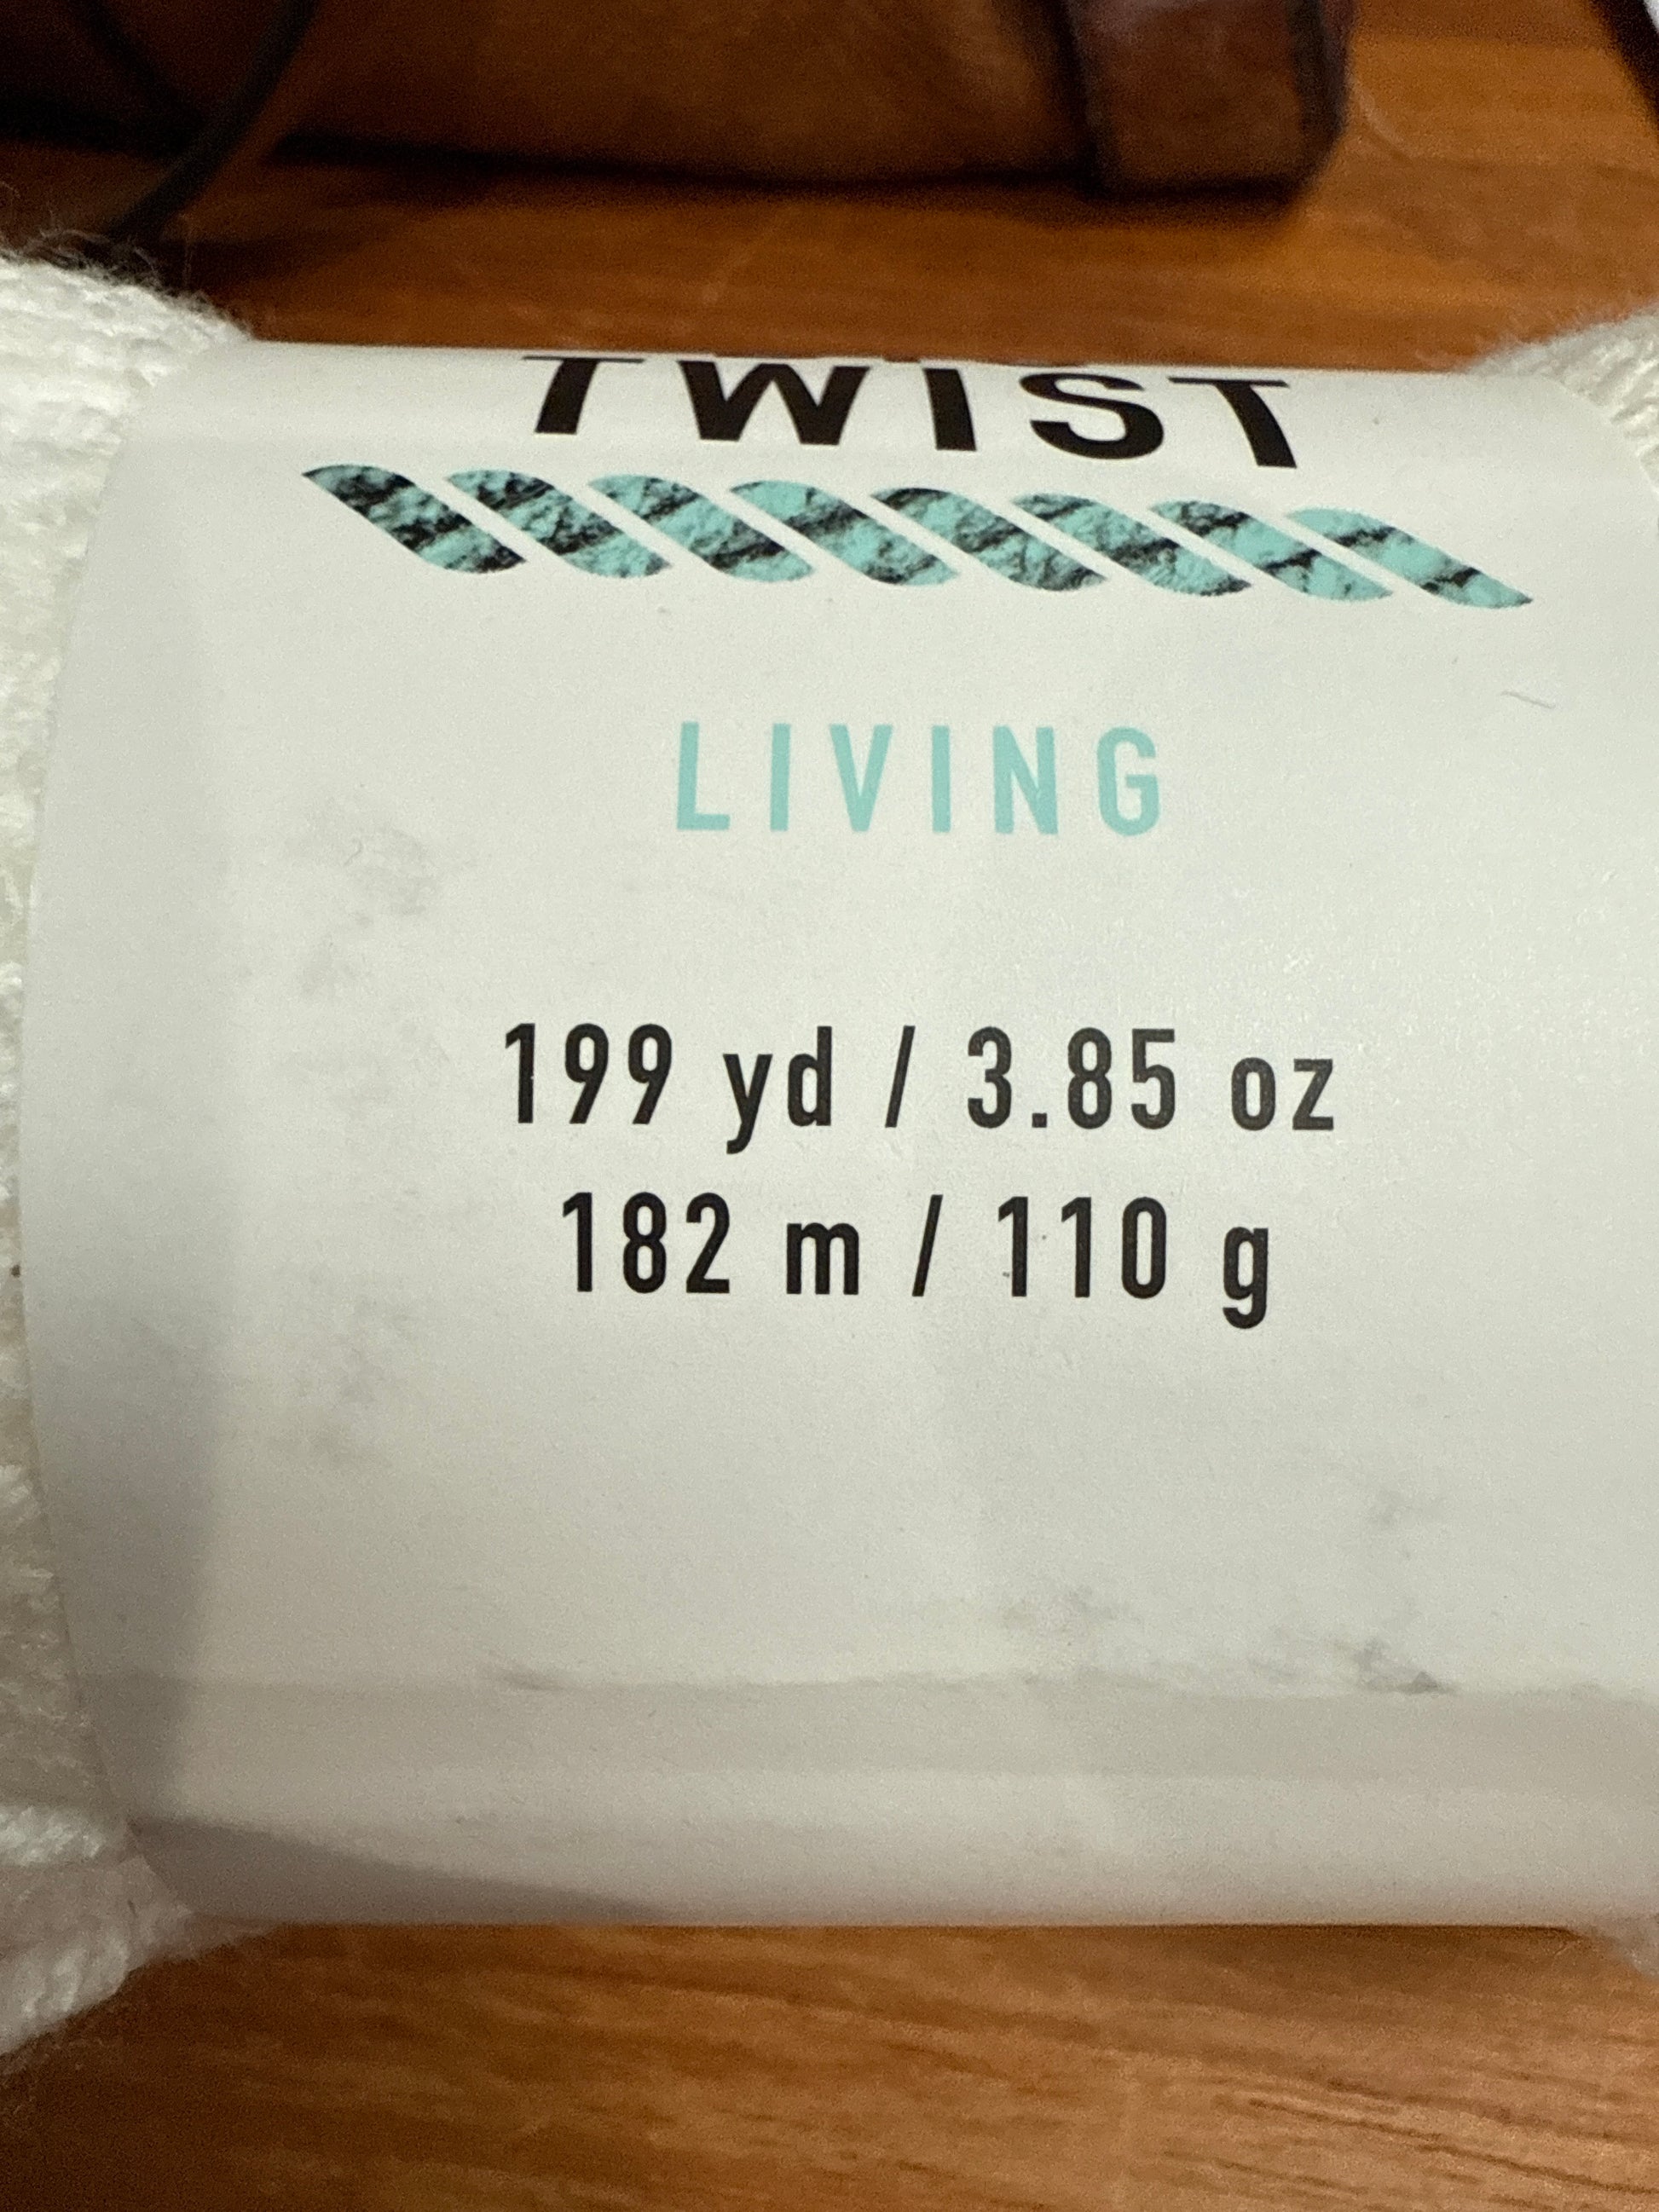 TWIST
LIVING
199 yd / 3.85 oz
182 m / 110 g